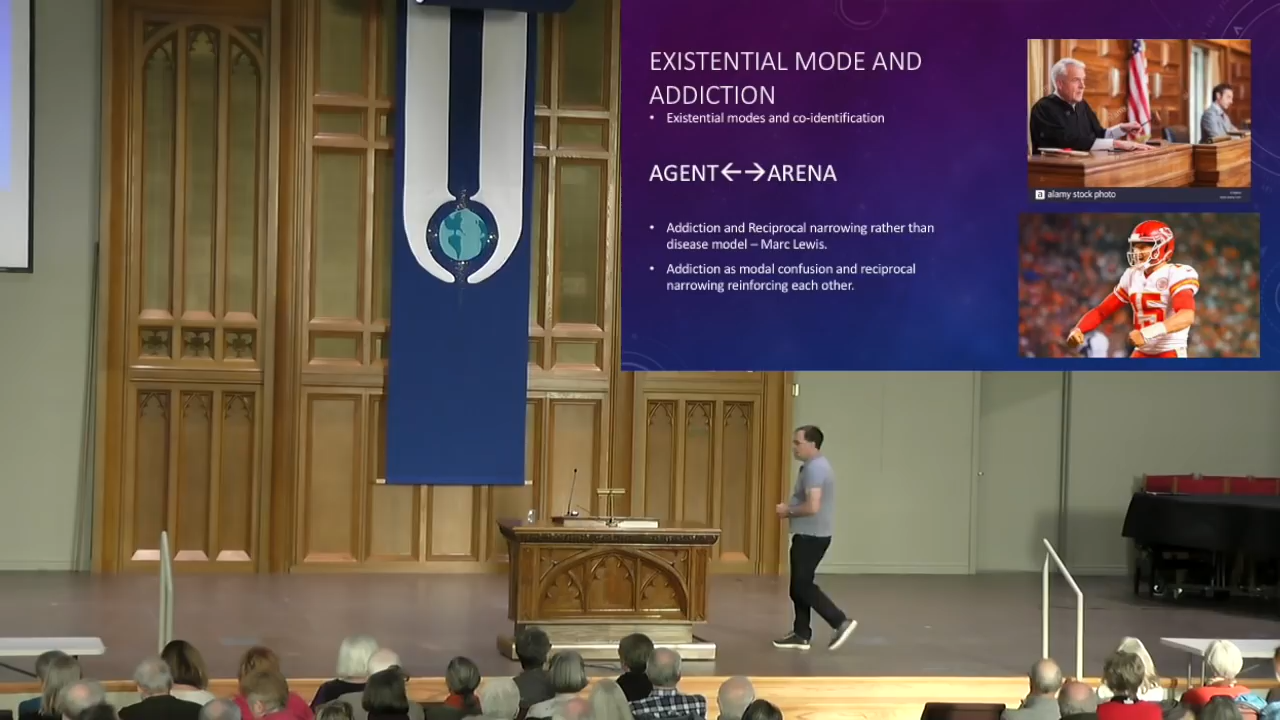 EXISTENTIAL MODE AND
ADDICTION
• Existential modes and co-identification
AGENT←→ARENA
• Addiction and Reciprocal narrowing rather than
disease model – Marc Lewis.
• Addiction as modal confusion and reciprocal
narrowing reinforcing each other.
a alamy stock photo
15